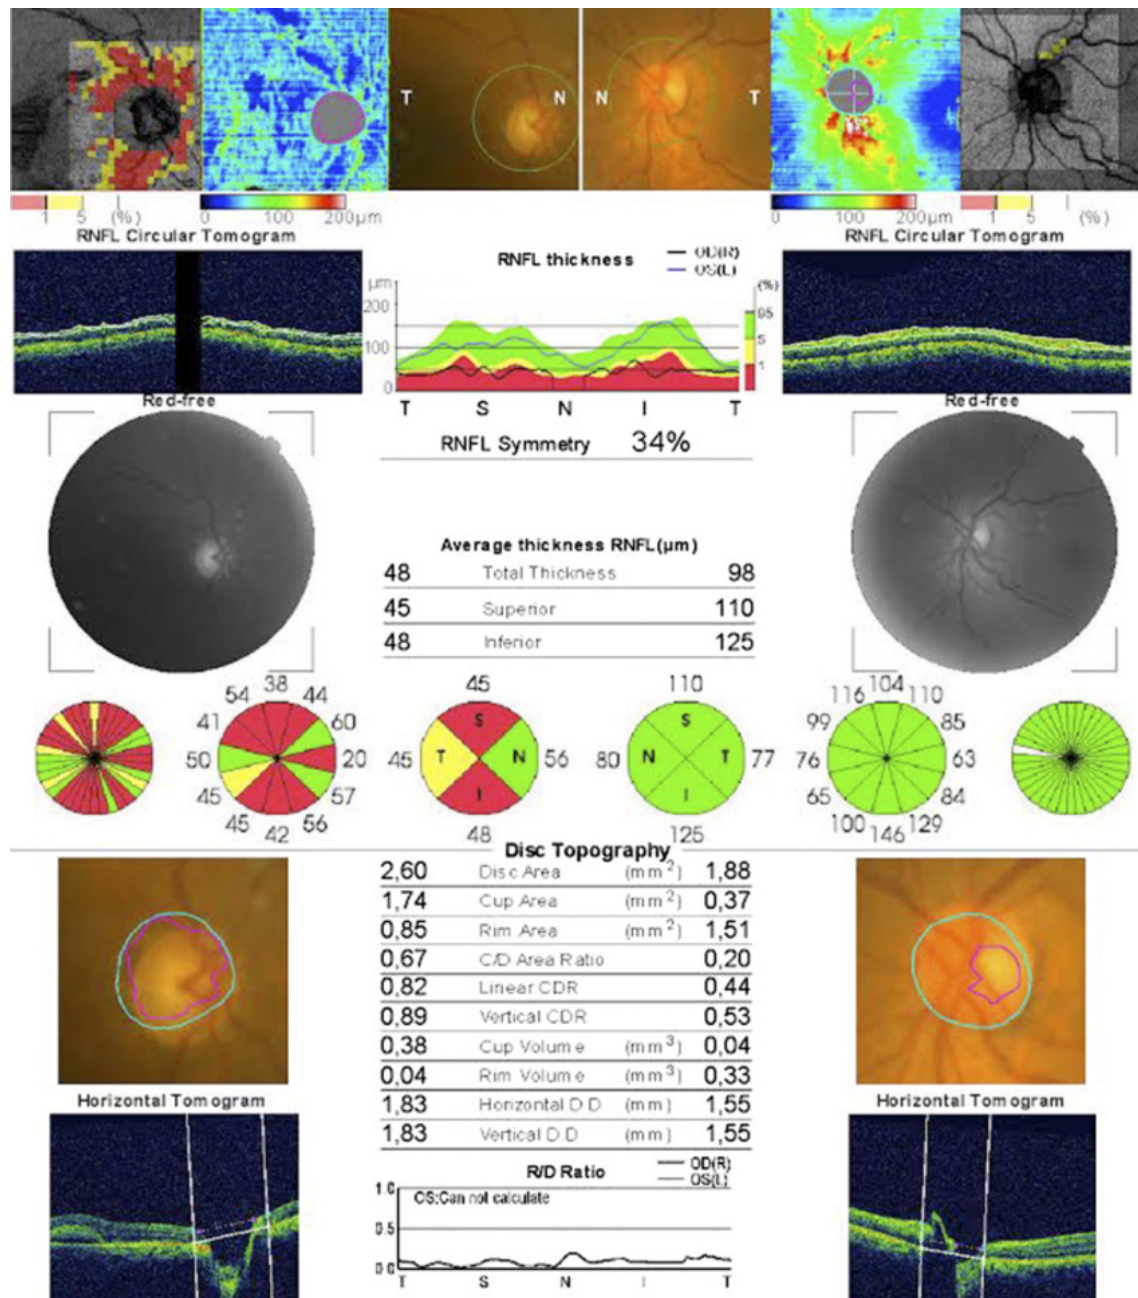 T N N T
1 5 (%) 0 100 200µm 0 100 200µm 1 5 (%)
RNFL Circular Tomogram RNFL Circular Tomogram
RNFL thickness OD(R)
OS(L)
µm (%)
200 95
100 5
0 1
T S N I T
Red-free Red-free
RNFL Symmetry 34%
Average thickness RNFL(µm)
48 Total Thickness 98
45 Superior 110
48 Inferior 125
54 38 44 45 110 116 104 110
41 60 S S 99 85
50 20 45 T N 56 80 N T 77 76 63
45 57 I I 65 84
45 42 56 48 125 100 146 129
Disc Topography
2,60 Disc Area (mm²) 1,88
1,74 Cup Area (mm²) 0,37
0,85 Rim Area (mm²) 1,51
0,67 C/D Area Ratio 0,20
0,82 Linear CDR 0,44
0,89 Vertical CDR 0,53
0,38 Cup Volume (mm³) 0,04
0,04 Rim Volume (mm³) 0,33
Horizontal Tomogram Horizontal Tomogram
1,83 Horizontal D D (mm) 1,55
1,83 Vertical D.D (mm) 1,55
R/D Ratio OD(R)
OS(L)
1.0 OS:Can not calculate
0.5
0.0
T S N I T